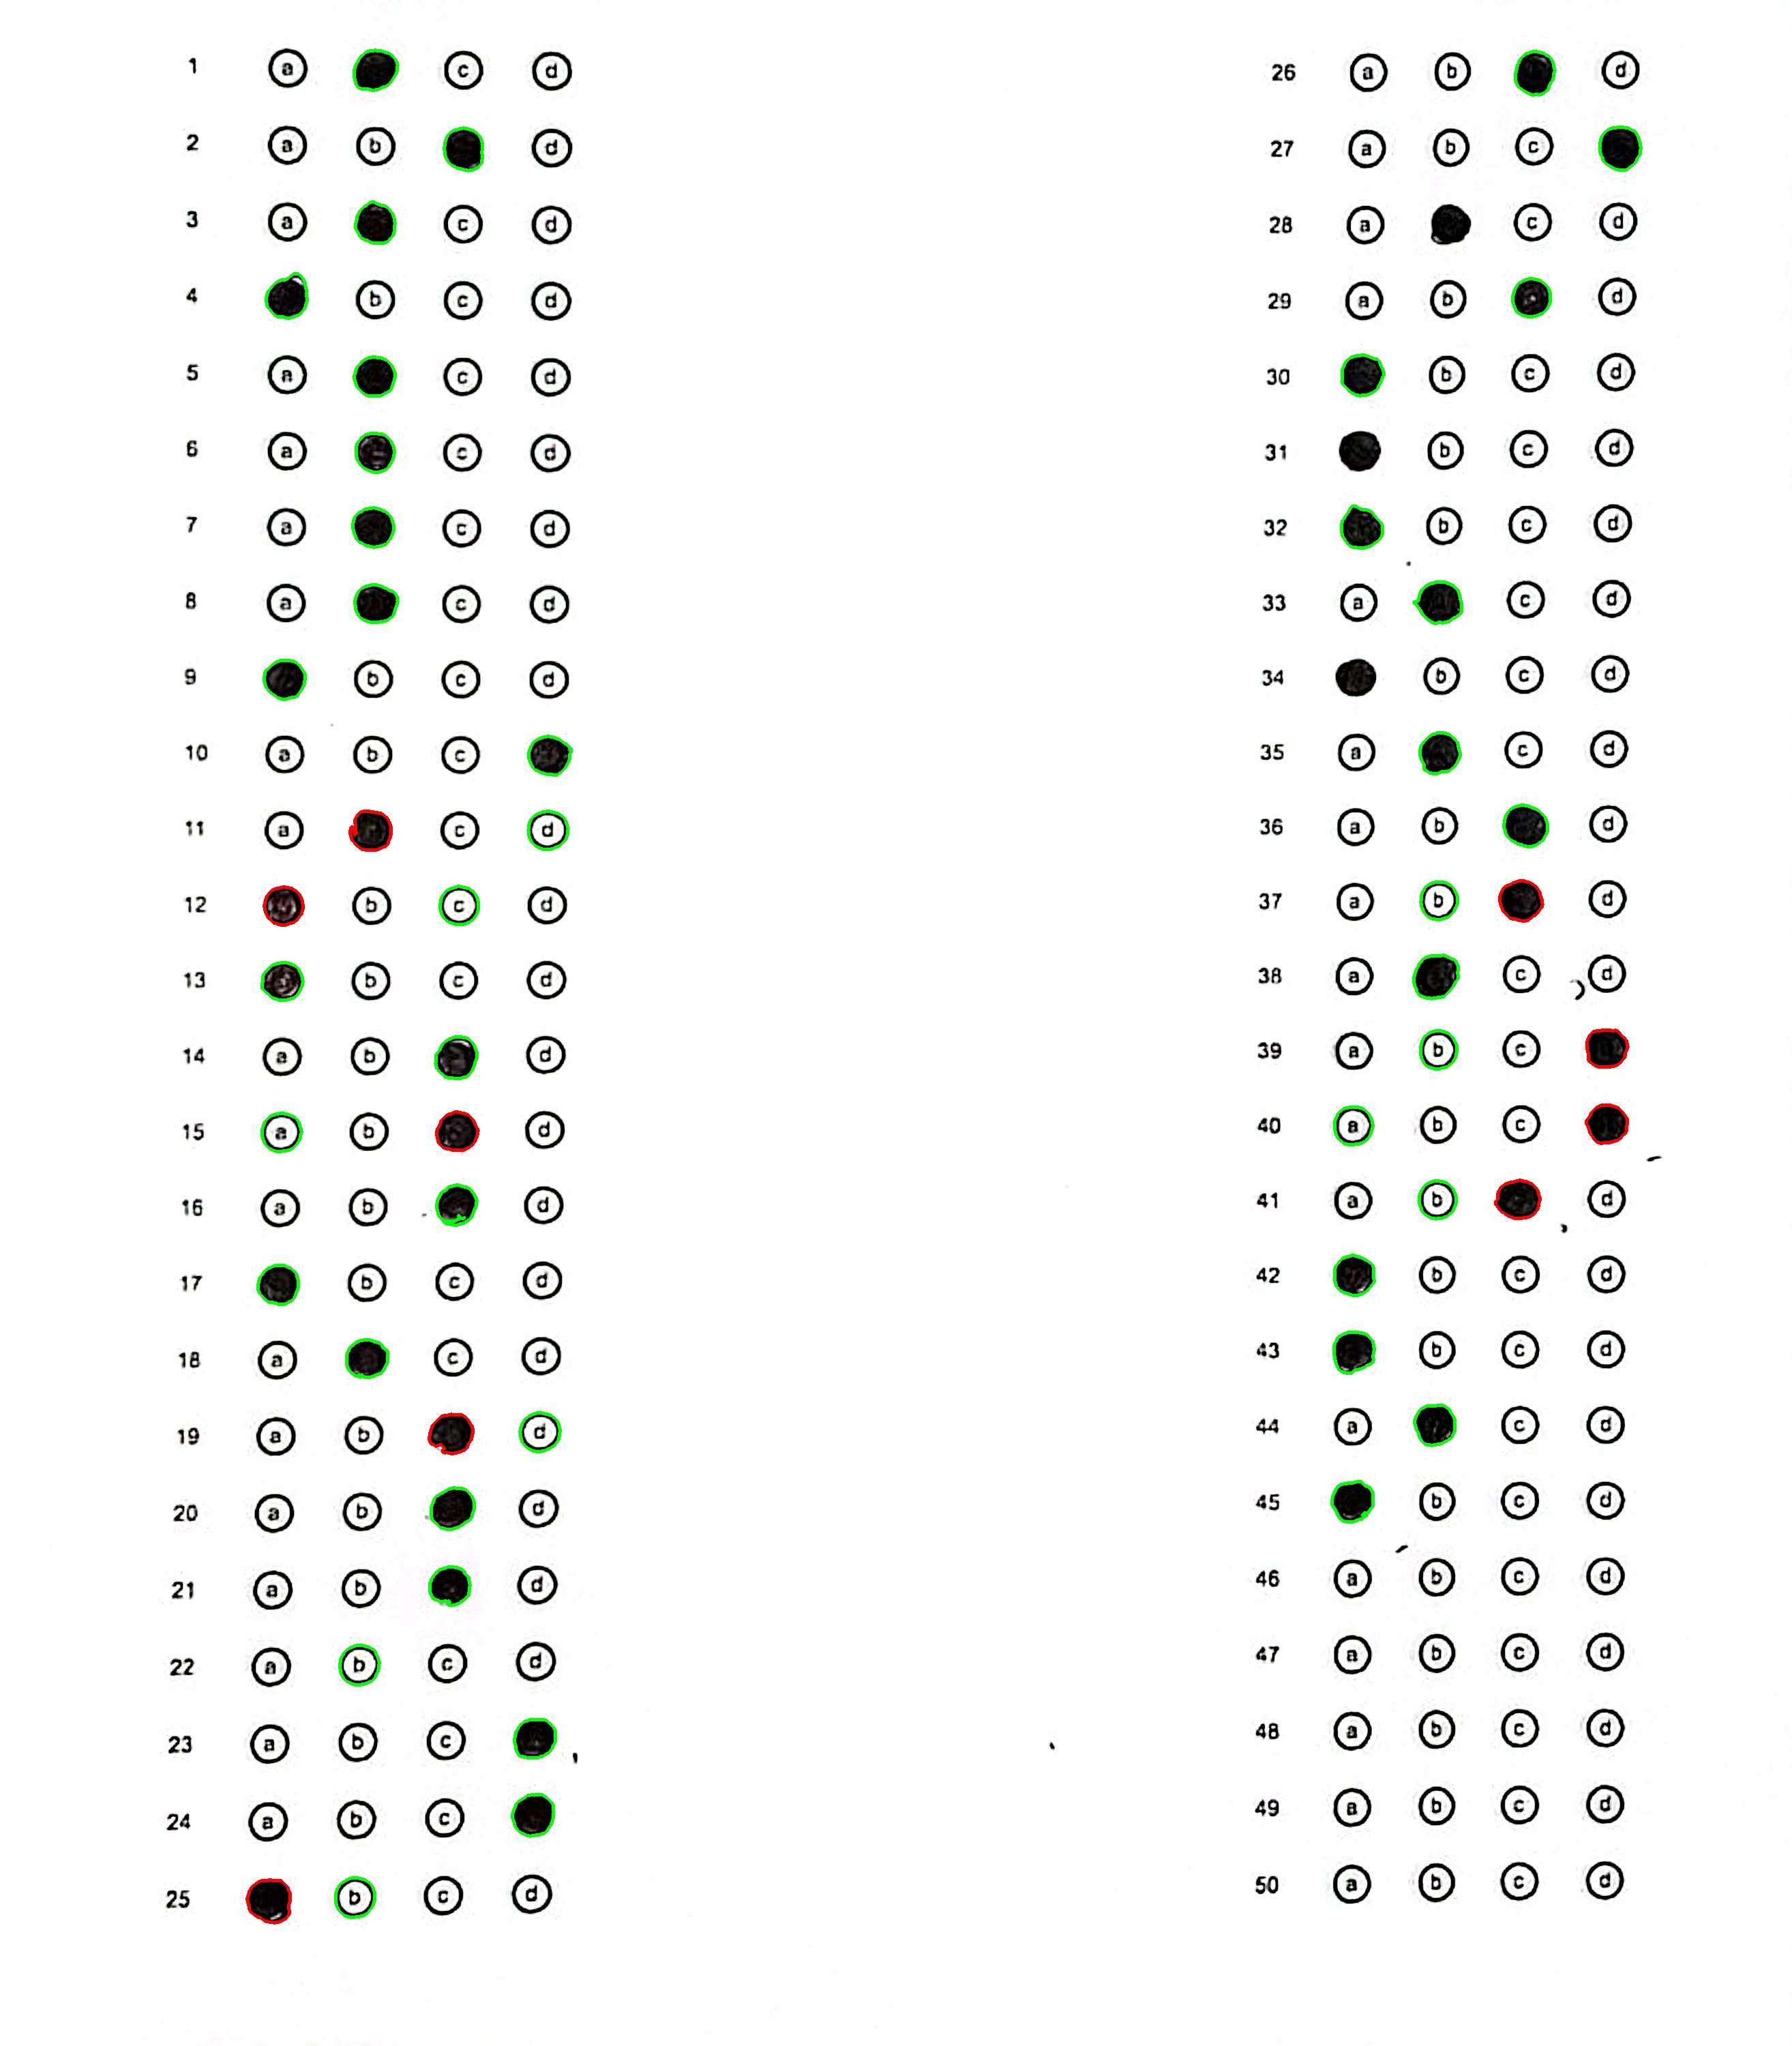 1 a c d
2 a b d
3 a c d
4 b c d
5 a c d
6 a c d
7 a c d
8 a c d
9 b c d
10 a b c
11 a c d
12 b c d
13 b c d
14 a b d
15 a b d
16 a b d
17 b c d
18 a c d
19 a b d
20 a b d
21 a b d
22 a b c d
23 a b c
24 a b c
25 b c d
26 a b d
27 a b c
28 a c d
29 a b d
30 b c d
31 b c d
32 b c d
33 a c d
34 b c d
35 a c d
36 a b d
37 a b d
38 a c d
39 a b c
40 a b c
41 a b d
42 b c d
43 b c d
44 a c d
45 b c d
46 a b c d
47 a b c d
48 a b c d
49 a b c d
50 a b c d